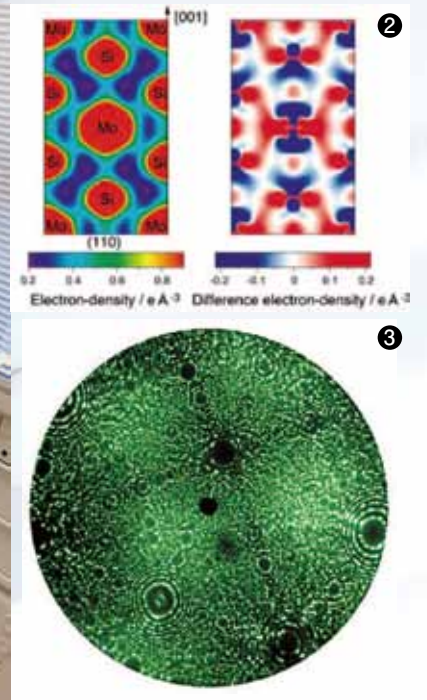 [001]
❷
Mo Mo
Si
Si Si
Mo
Si Si
Si
Mo Mo
(110)
0.2 0.4 0.6 0.8
-0.2 -0.1 0 0.1 0.2
Electron-density / e Å⁻³ Difference electron-density / e Å⁻³
❸